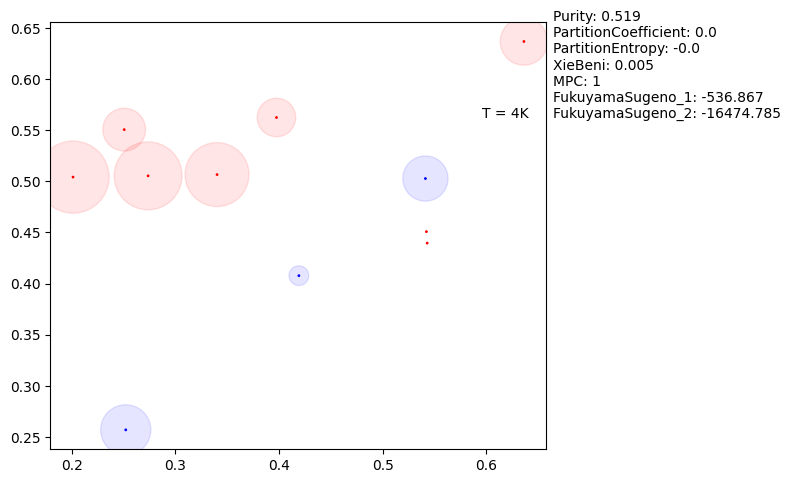 Purity: 0.519
PartitionCoefficient: 0.0
PartitionEntropy: -0.0
XieBeni: 0.005
MPC: 1
FukuyamaSugeno_1: -536.867
FukuyamaSugeno_2: -16474.785
T = 4K
0.65
0.60
0.55
0.50
0.45
0.40
0.35
0.30
0.25
0.2
0.3
0.4
0.5
0.6